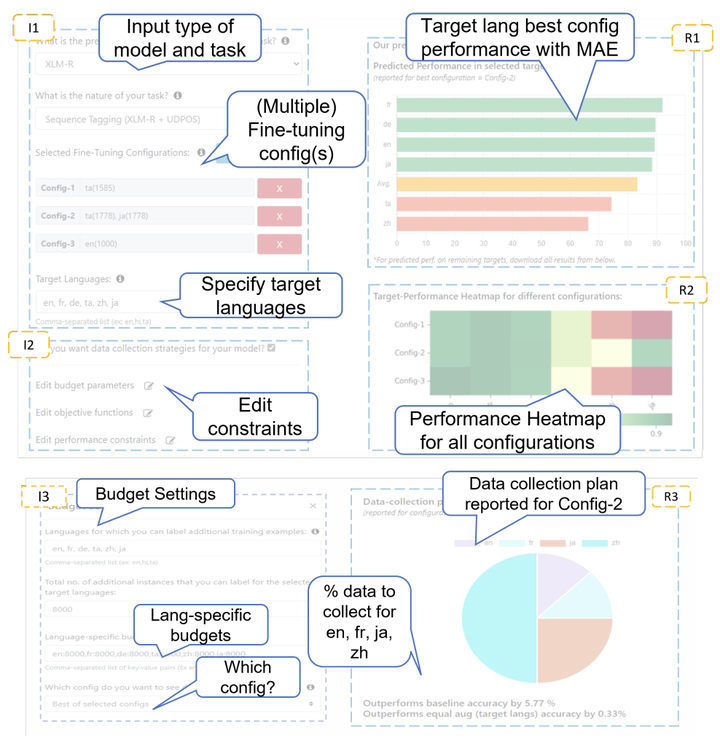 I1
Input type of
model and task
What is the pre
task?
XLM-R
What is the nature of your task?
Sequence Tagging (XLM-R + UDPOS)
(Multiple)
Fine-tuning
config(s)
Selected Fine-Tuning Configurations:
Config-1 ta(1585) X
Config-2 ta(1778), ja(1778) X
Config-3 en(1000) X
Target Languages:
Specify target
languages
en, fr, de, ta, zh, ja
Comma-separated list (ex: en,hi,ta)
I2
you want data collection strategies for your model?
Edit budget parameters
Edit objective functions
Edit performance constraints
Edit
constraints
R1
Target lang best config
performance with MAE
Our pre
Predicted Performance in selected targe
(reported for best configuration = Config-2)
fr
de
en
ja
Avg.
ta
zh
0 10 20 30 40 50 60 70 80 90 100
*For predicted perf. on remaining targets, download all results from below.
R2
Target-Performance Heatmap for different configurations:
Config-1
Config-2
Config-3
0.9
Performance Heatmap
for all configurations
I3
Budget Settings
Languages for which you can label additional training examples:
en, fr, de, ta, zh, ja
Comma-separated list (ex: en,hi,ta)
Total no. of additional instances that you can label for the selecte
target languages:
8000
Lang-specific
budgets
Language-specific bu
en:8000,fr:8000,de:8000,ta
,zh:8000,ja:8000
Comma-separated list of key:value pairs (Ex en
Which
config?
Which config do you want to see
Best of selected configs
R3
Data collection plan
reported for Config-2
Data-collection p
(reported for configura
en fr ja zh
% data to
collect for
en, fr, ja,
zh
Outperforms baseline accuracy by 5.77 %
Outperforms equal aug (target langs) accuracy by 0.33%